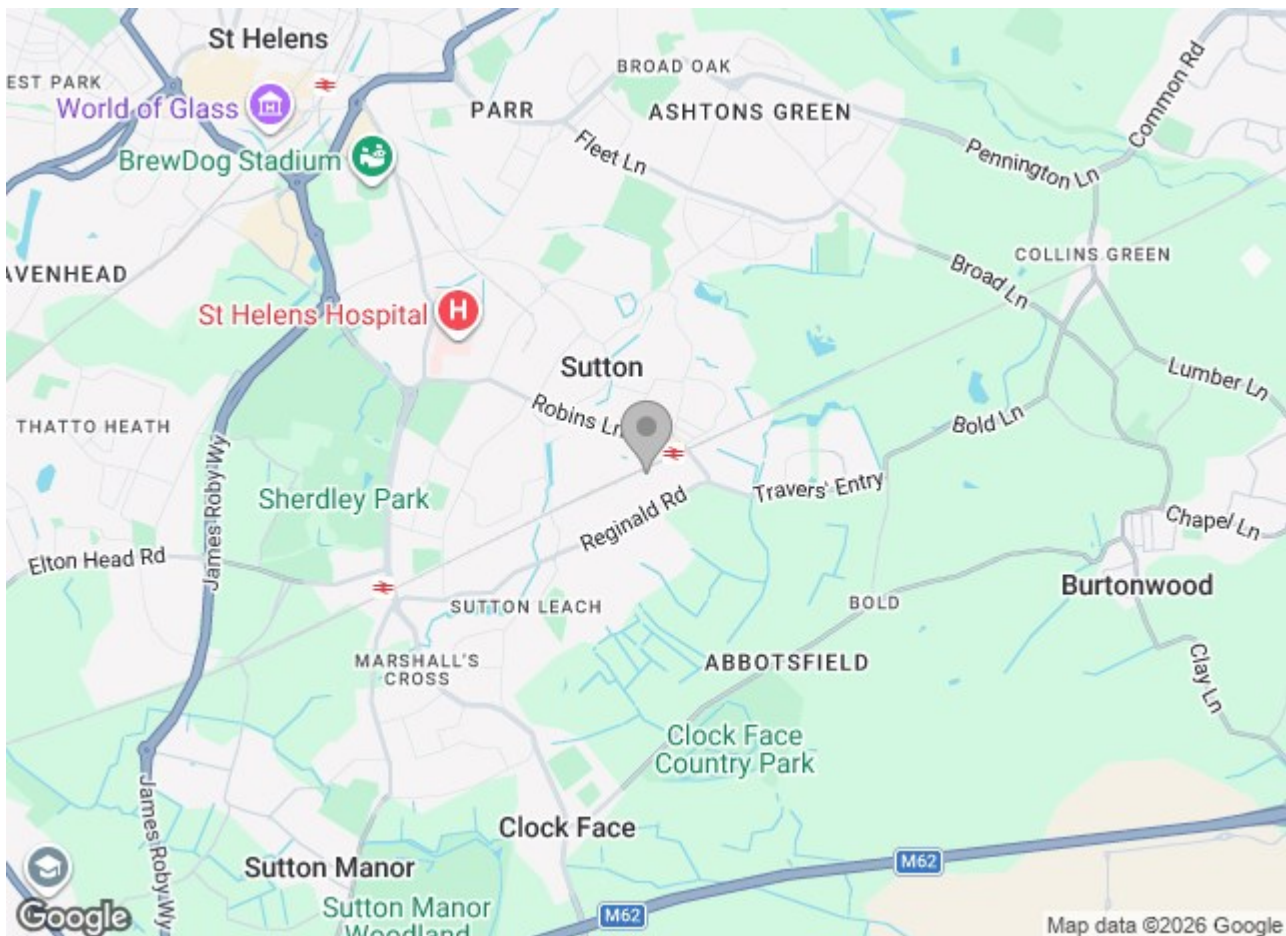 St Helens
EST PARK
World of Glass
BrewDog Stadium
PARR
BROAD OAK
ASHTONS GREEN
Common Rd
Fleet Ln
Pennington Ln
AVENHEAD
COLLINS GREEN
Broad Ln
St Helens Hospital
H
Sutton
Lumber Ln
Robins Ln
Bold Ln
THATTO HEATH
James Roby Wy
Sherdley Park
Reginald Rd
Travers' Entry
Chapel Ln
Elton Head Rd
SUTTON LEACH
BOLD
Burtonwood
MARSHALL'S
CROSS
ABBOTSFIELD
Clay Ln
Clock Face
Country Park
James Roby Wy
Clock Face
Sutton Manor
M62
Sutton Manor
Woodland
M62
Google
Map data ©2026 Google